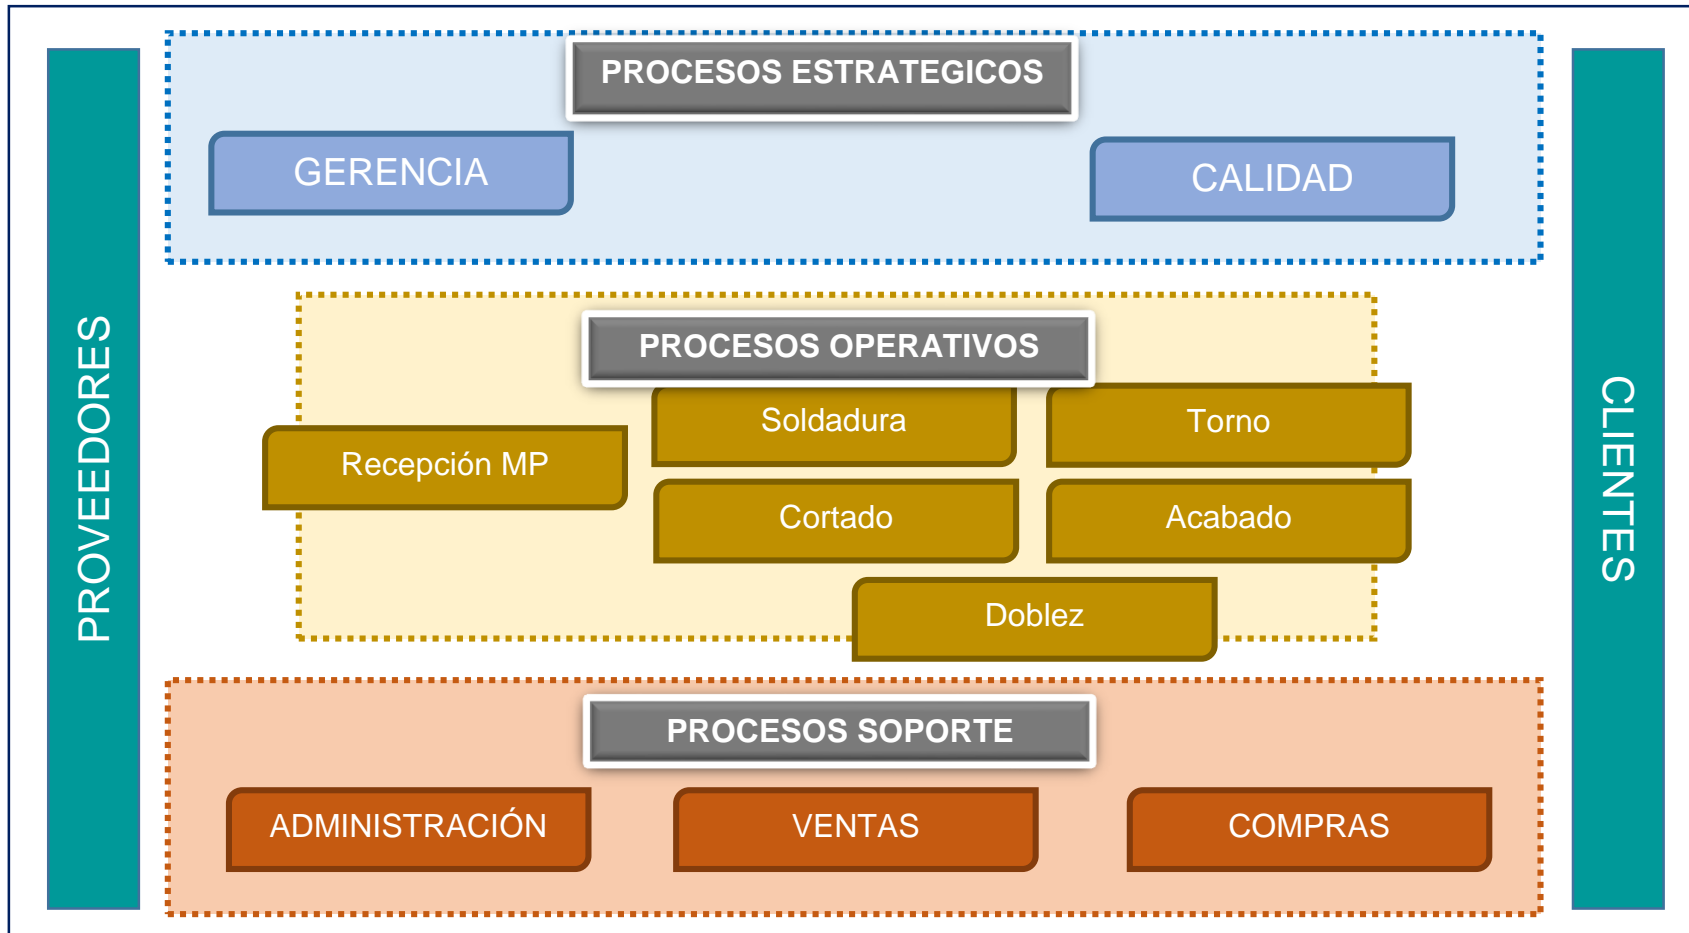 PROCESOS ESTRATEGICOS
GERENCIA
CALIDAD
PROVEEDORES
CLIENTES
PROCESOS OPERATIVOS
Soldadura
Torno
Recepción MP
Cortado
Acabado
Doblez
PROCESOS SOPORTE
ADMINISTRACIÓN
VENTAS
COMPRAS